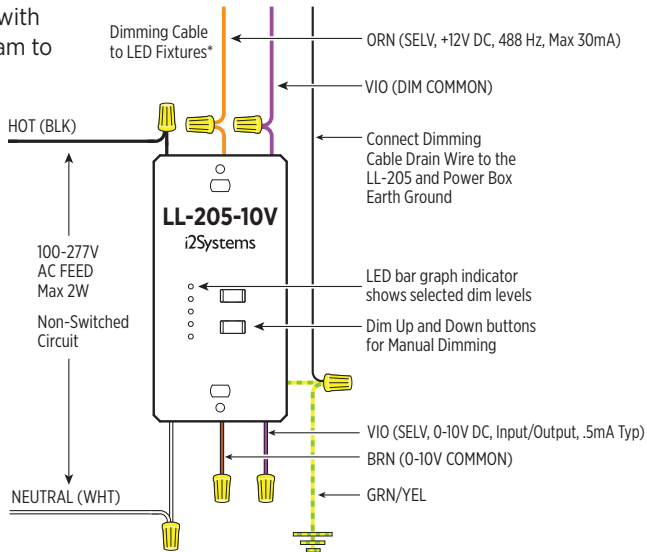 with
am to
Dimming Cable
to LED Fixtures*
ORN (SELV, +12V DC, 488 Hz, Max 30mA)
VIO (DIM COMMON)
HOT (BLK)
Connect Dimming
Cable Drain Wire to the
LL-205 and Power Box
Earth Ground
LL-205-10V
i2Systems
100-277V
AC FEED
Max 2W
Non-Switched
Circuit
LED bar graph indicator
shows selected dim levels
Dim Up and Down buttons
for Manual Dimming
VIO (SELV, 0-10V DC, Input/Output, .5mA Typ)
BRN (0-10V COMMON)
NEUTRAL (WHT)
GRN/YEL